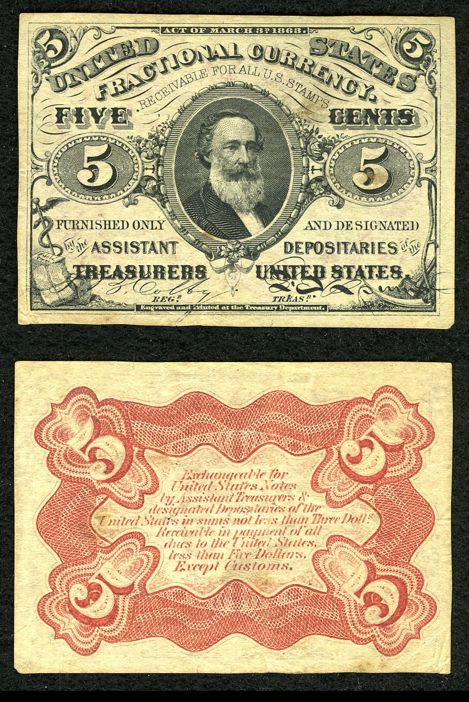 ACT OF MARCH 3D 1863.
5 UNITED STATES 5
FRACTIONAL CURRENCY.
RECEIVABLE FOR ALL U.S. STAMPS
FIVE CENTS
5 5
FURNISHED ONLY AND DESIGNATED
by the ASSISTANT DEPOSITARIES of the
TREASURERS UNITED STATES.
S. B. Colby
REGR. TREASR.
Engraved and Printed at the Treasury Department.
5 5
Exchangeable for
United States Notes
by Assistant Treasurers &
designated Depositaries of the
United States in sums not less than Three Dolls.
Receivable in payment of all
dues to the United States,
less than Five Dollars,
Except Customs.
5 5